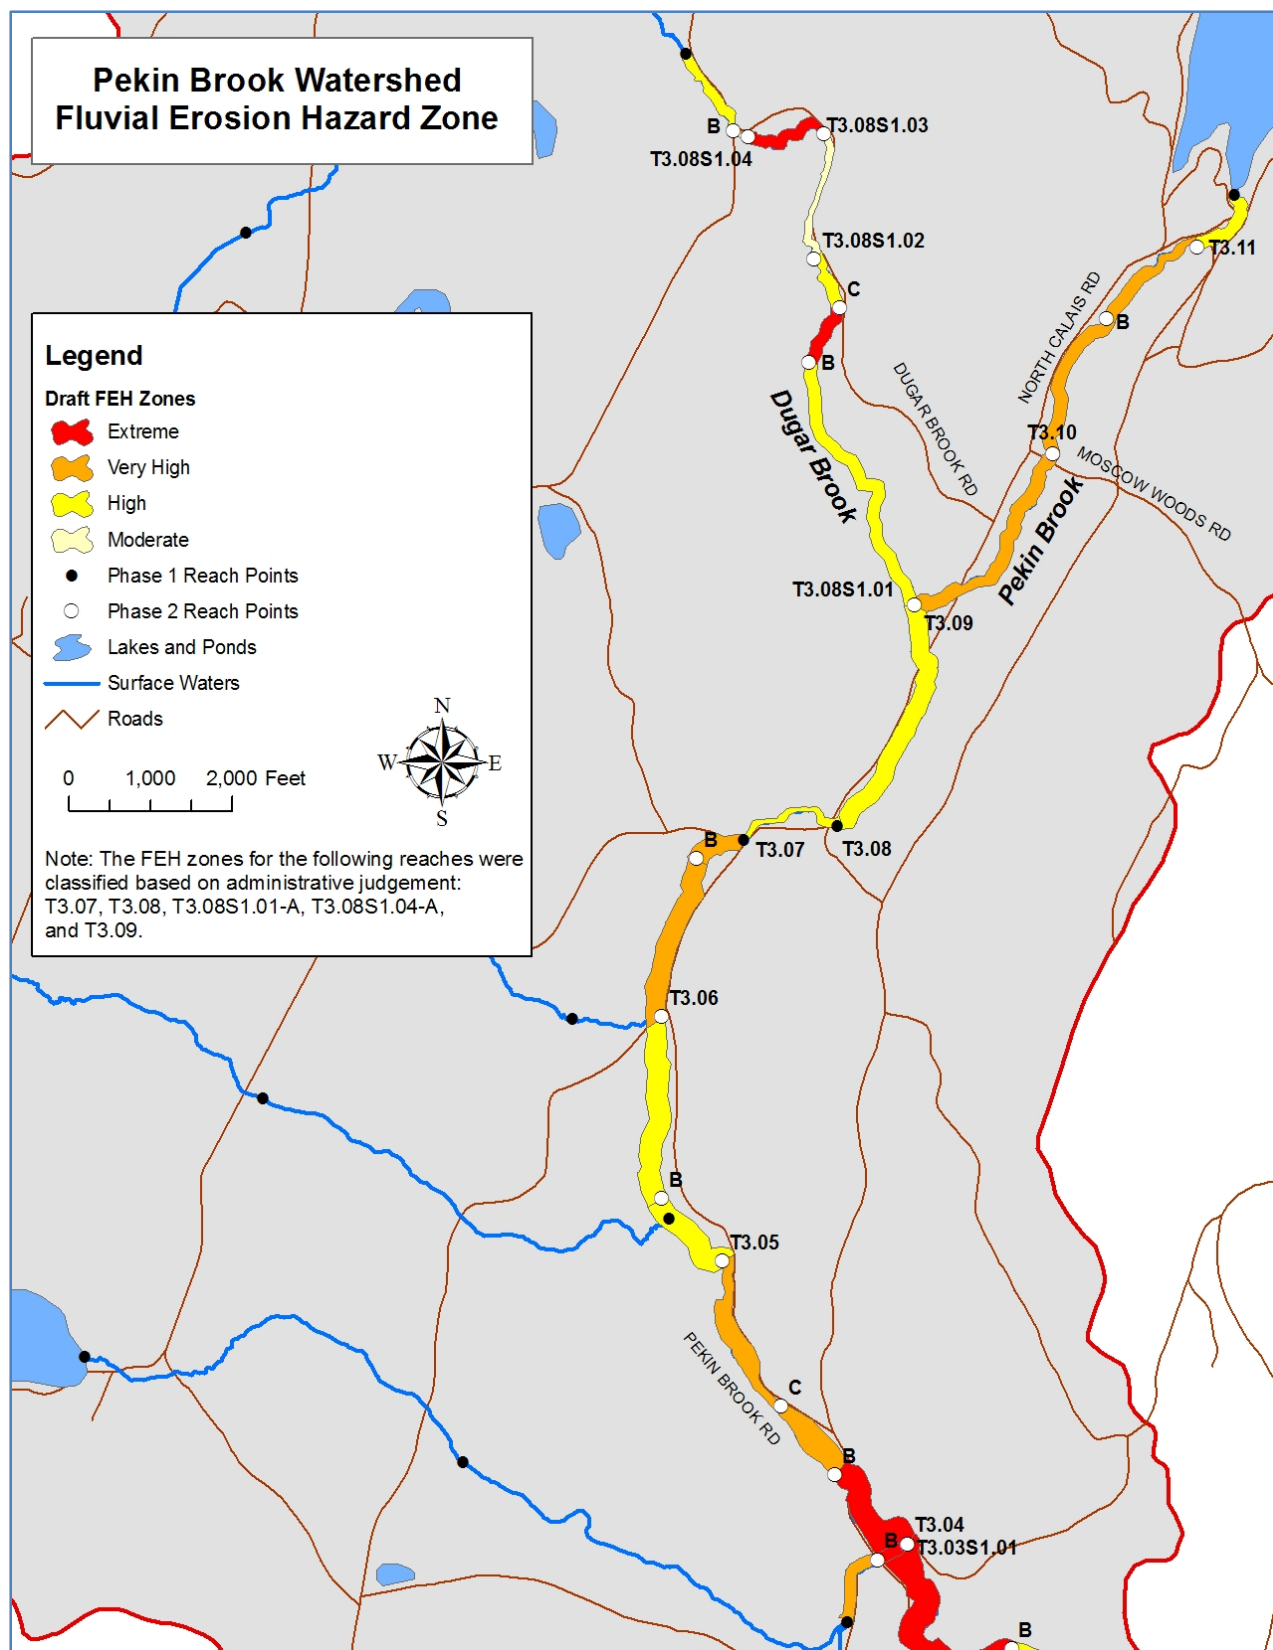 Pekin Brook Watershed
Fluvial Erosion Hazard Zone
Legend
Draft FEH Zones
Extreme
Very High
High
Moderate
Phase 1 Reach Points
Phase 2 Reach Points
Lakes and Ponds
Surface Waters
Roads
N
W E
S
0 1,000 2,000 Feet
Note: The FEH zones for the following reaches were
classified based on administrative judgement:
T3.07, T3.08, T3.08S1.01-A, T3.08S1.04-A,
and T3.09.
B
T3.08S1.03
T3.08S1.04
T3.08S1.02
T3.11
C
B
B
NORTH CALAIS RD
DUGAR BROOK RD
Dugar Brook
T3.10
MOSCOW WOODS RD
Pekin Brook
T3.08S1.01
T3.09
B
T3.07
T3.08
T3.06
B
T3.05
PEKIN BROOK RD
C
B
T3.04
B
T3.03S1.01
B